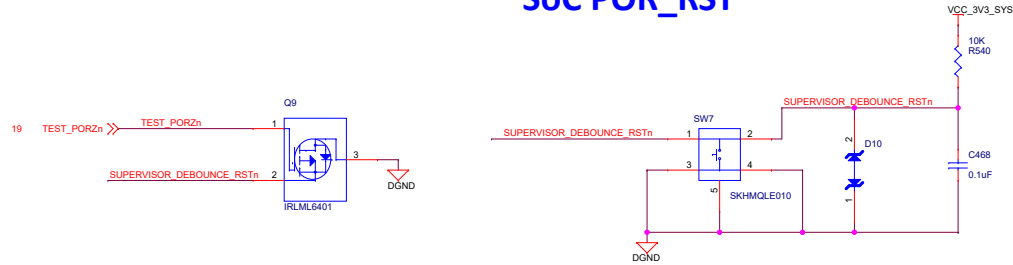 SoC POR_RST
VCC_3V3_SYS
10K
R540
Q9
SUPERVISOR_DEBOUNCE_RSTn
19 TEST_PORZn TEST_PORZn 1
SW7
SUPERVISOR_DEBOUNCE_RSTn 1 2
2 D10
3
C468
3 4
0.1uF
SUPERVISOR_DEBOUNCE_RSTn 2
DGND
5
SKHMQLE010
1
IRLML6401
DGND